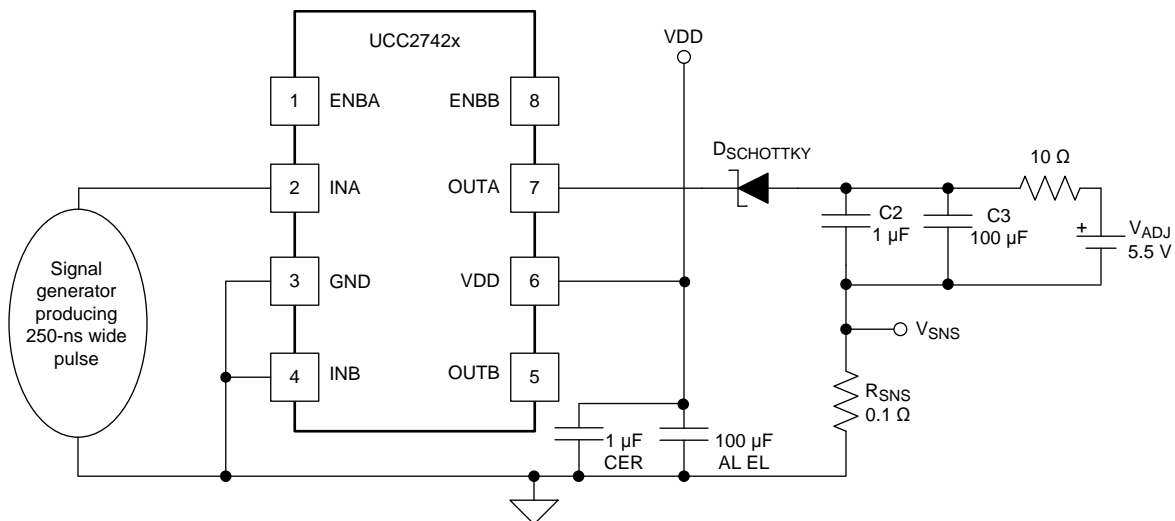 UCC2742x
VDD
1 ENBA
ENBB 8
DSCHOTTKY
10 Ω
2 INA
OUTA 7
C2
1 µF
C3
100 µF
+
VADJ
5.5 V
Signal
generator
producing
250-ns wide
pulse
3 GND
VDD 6
VSNS
4 INB
OUTB 5
RSNS
0.1 Ω
1 µF
CER
100 µF
AL EL